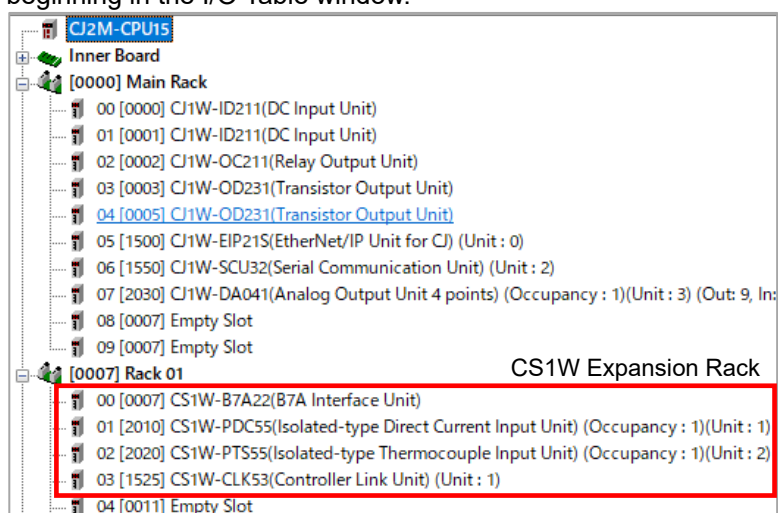 beginning in the I/O Table window.
CJ2M-CPU15
Inner Board
[0000] Main Rack
00 [0000] CJ1W-ID211(DC Input Unit)
01 [0001] CJ1W-ID211(DC Input Unit)
02 [0002] CJ1W-OC211(Relay Output Unit)
03 [0003] CJ1W-OD231(Transistor Output Unit)
04 [0005] CJ1W-OD231(Transistor Output Unit)
05 [1500] CJ1W-EIP21S(EtherNet/IP Unit for CJ) (Unit : 0)
06 [1550] CJ1W-SCU32(Serial Communication Unit) (Unit : 2)
07 [2030] CJ1W-DA041(Analog Output Unit 4 points) (Occupancy : 1)(Unit : 3) (Out: 9, In:
08 [0007] Empty Slot
09 [0007] Empty Slot
[0007] Rack 01
CS1W Expansion Rack
00 [0007] CS1W-B7A22(B7A Interface Unit)
01 [2010] CS1W-PDC55(Isolated-type Direct Current Input Unit) (Occupancy : 1)(Unit : 1)
02 [2020] CS1W-PTS55(Isolated-type Thermocouple Input Unit) (Occupancy : 1)(Unit : 2)
03 [1525] CS1W-CLK53(Controller Link Unit) (Unit : 1)
04 [0011] Empty Slot